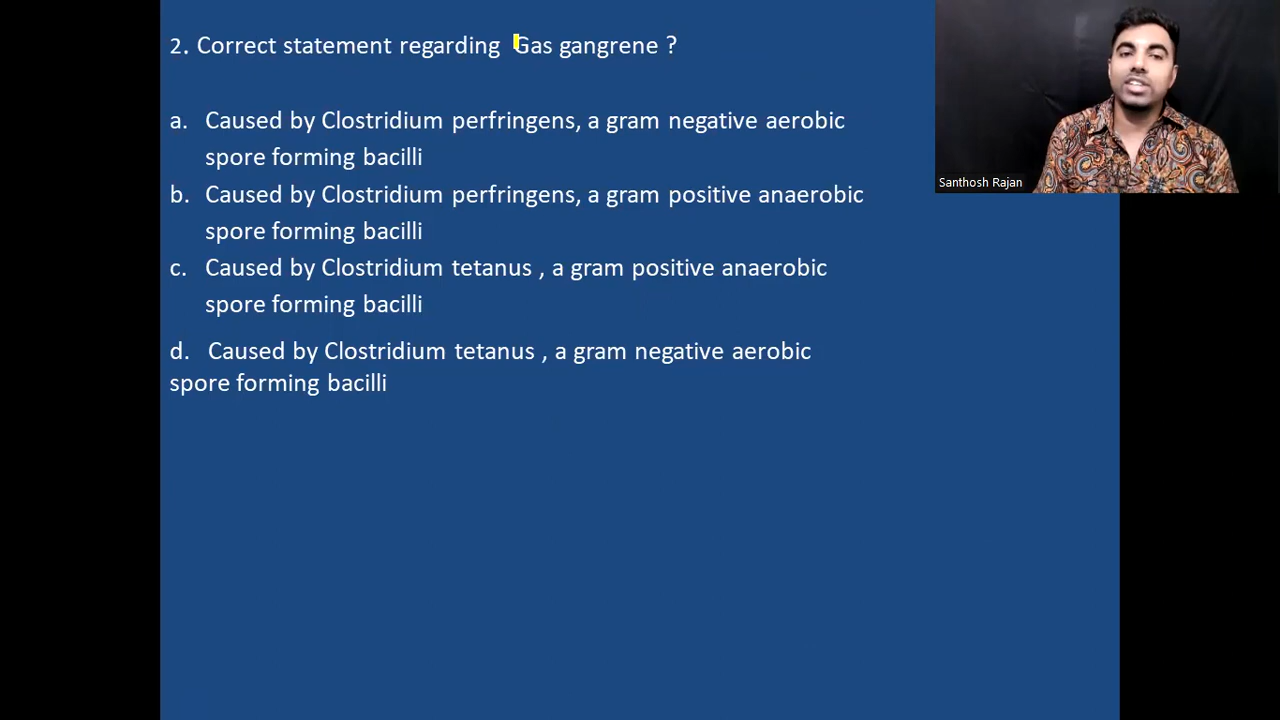 2. Correct statement regarding Gas gangrene ?
a. Caused by Clostridium perfringens, a gram negative aerobic
spore forming bacilli
b. Caused by Clostridium perfringens, a gram positive anaerobic
spore forming bacilli
c. Caused by Clostridium tetanus , a gram positive anaerobic
spore forming bacilli
d. Caused by Clostridium tetanus , a gram negative aerobic
spore forming bacilli
Santhosh Rajan